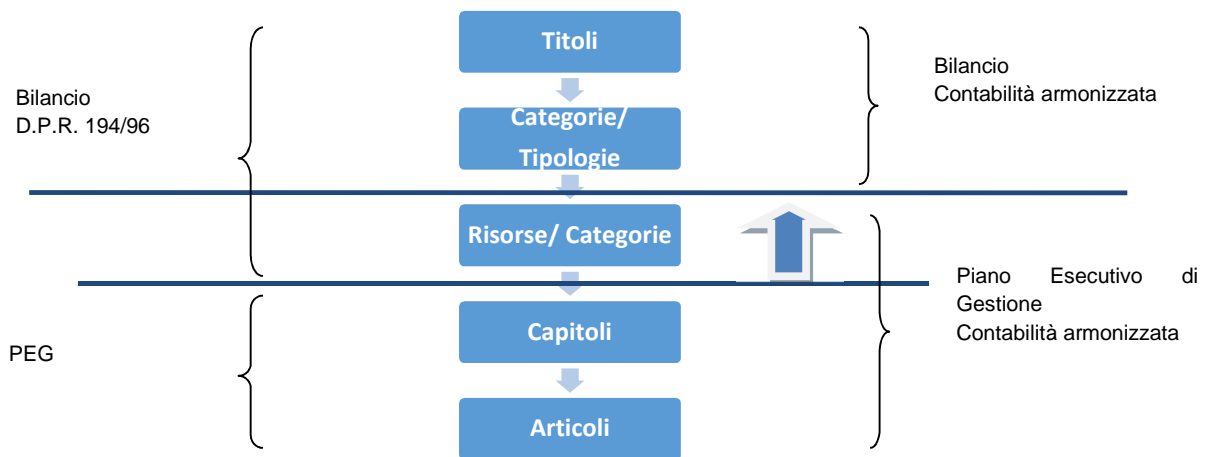 Titoli
Bilancio
Contabilità armonizzata
Bilancio
D.P.R. 194/96
Categorie/
Tipologie
Risorse/ Categorie
Piano Esecutivo di
Gestione
Contabilità armonizzata
Capitoli
PEG
Articoli